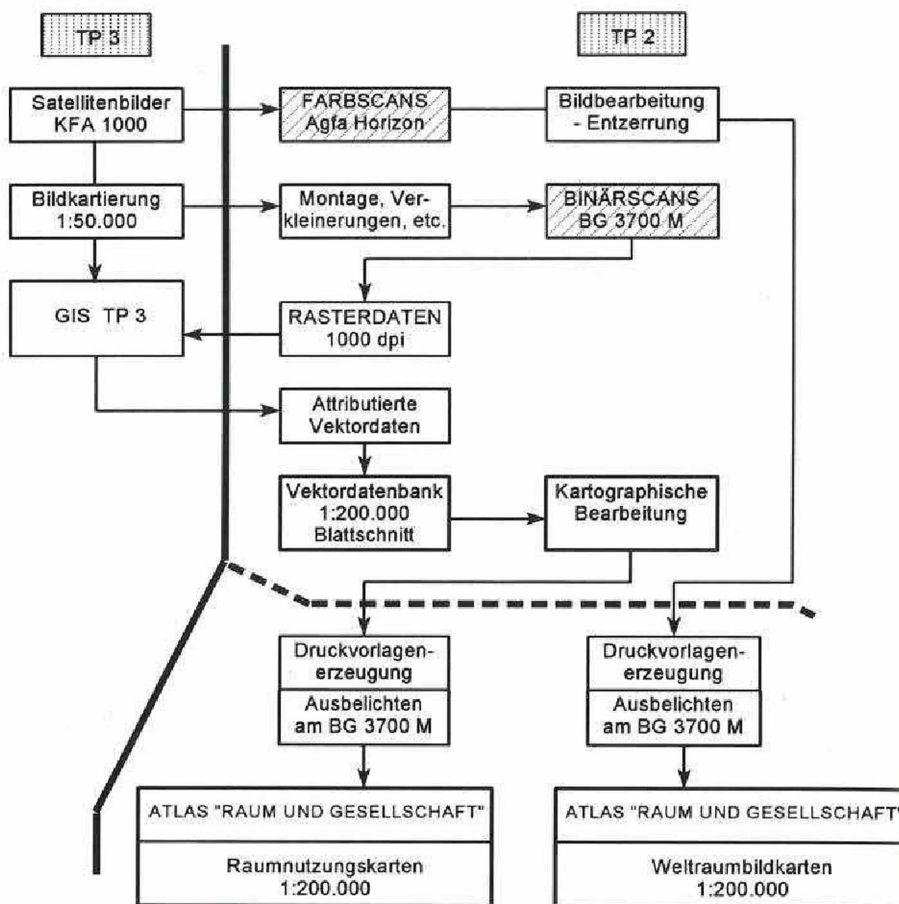 TP 3
TP 2
Satellitenbilder
KFA 1000
FARBSCANS
Agfa Horizon
Bildbearbeitung
- Entzerrung
Bildkartierung
1:50.000
Montage, Ver-
kleinerungen, etc.
BINÄRSCANS
BG 3700 M
GIS TP 3
RASTERDATEN
1000 dpi
Attributierte
Vektordaten
Vektordatenbank
1:200.000
Blattschnitt
Kartographische
Bearbeitung
Druckvorlagen-
erzeugung
Ausbelichten
am BG 3700 M
Druckvorlagen-
erzeugung
Ausbelichten
am BG 3700 M
ATLAS "RAUM UND GESELLSCHAFT"
Raumnutzungskarten
1:200.000
ATLAS "RAUM UND GESELLSCHAFT"
Weltraumbildkarten
1:200.000